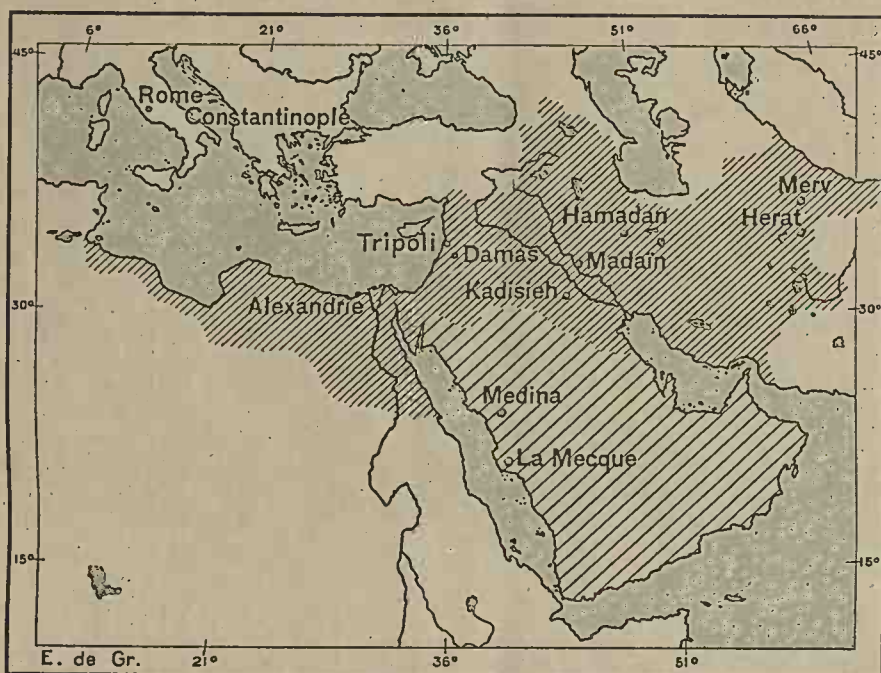 6° 21° 36° 51° 66°
45° 45°
Rome
Constantinople
Merv
Hamadan Herat
Tripoli
Damas Madaïn
Kadisieh
30° Alexandrie 30°
Medina
La Mecque
15° 15°
E. de Gr.
21° 36° 51°